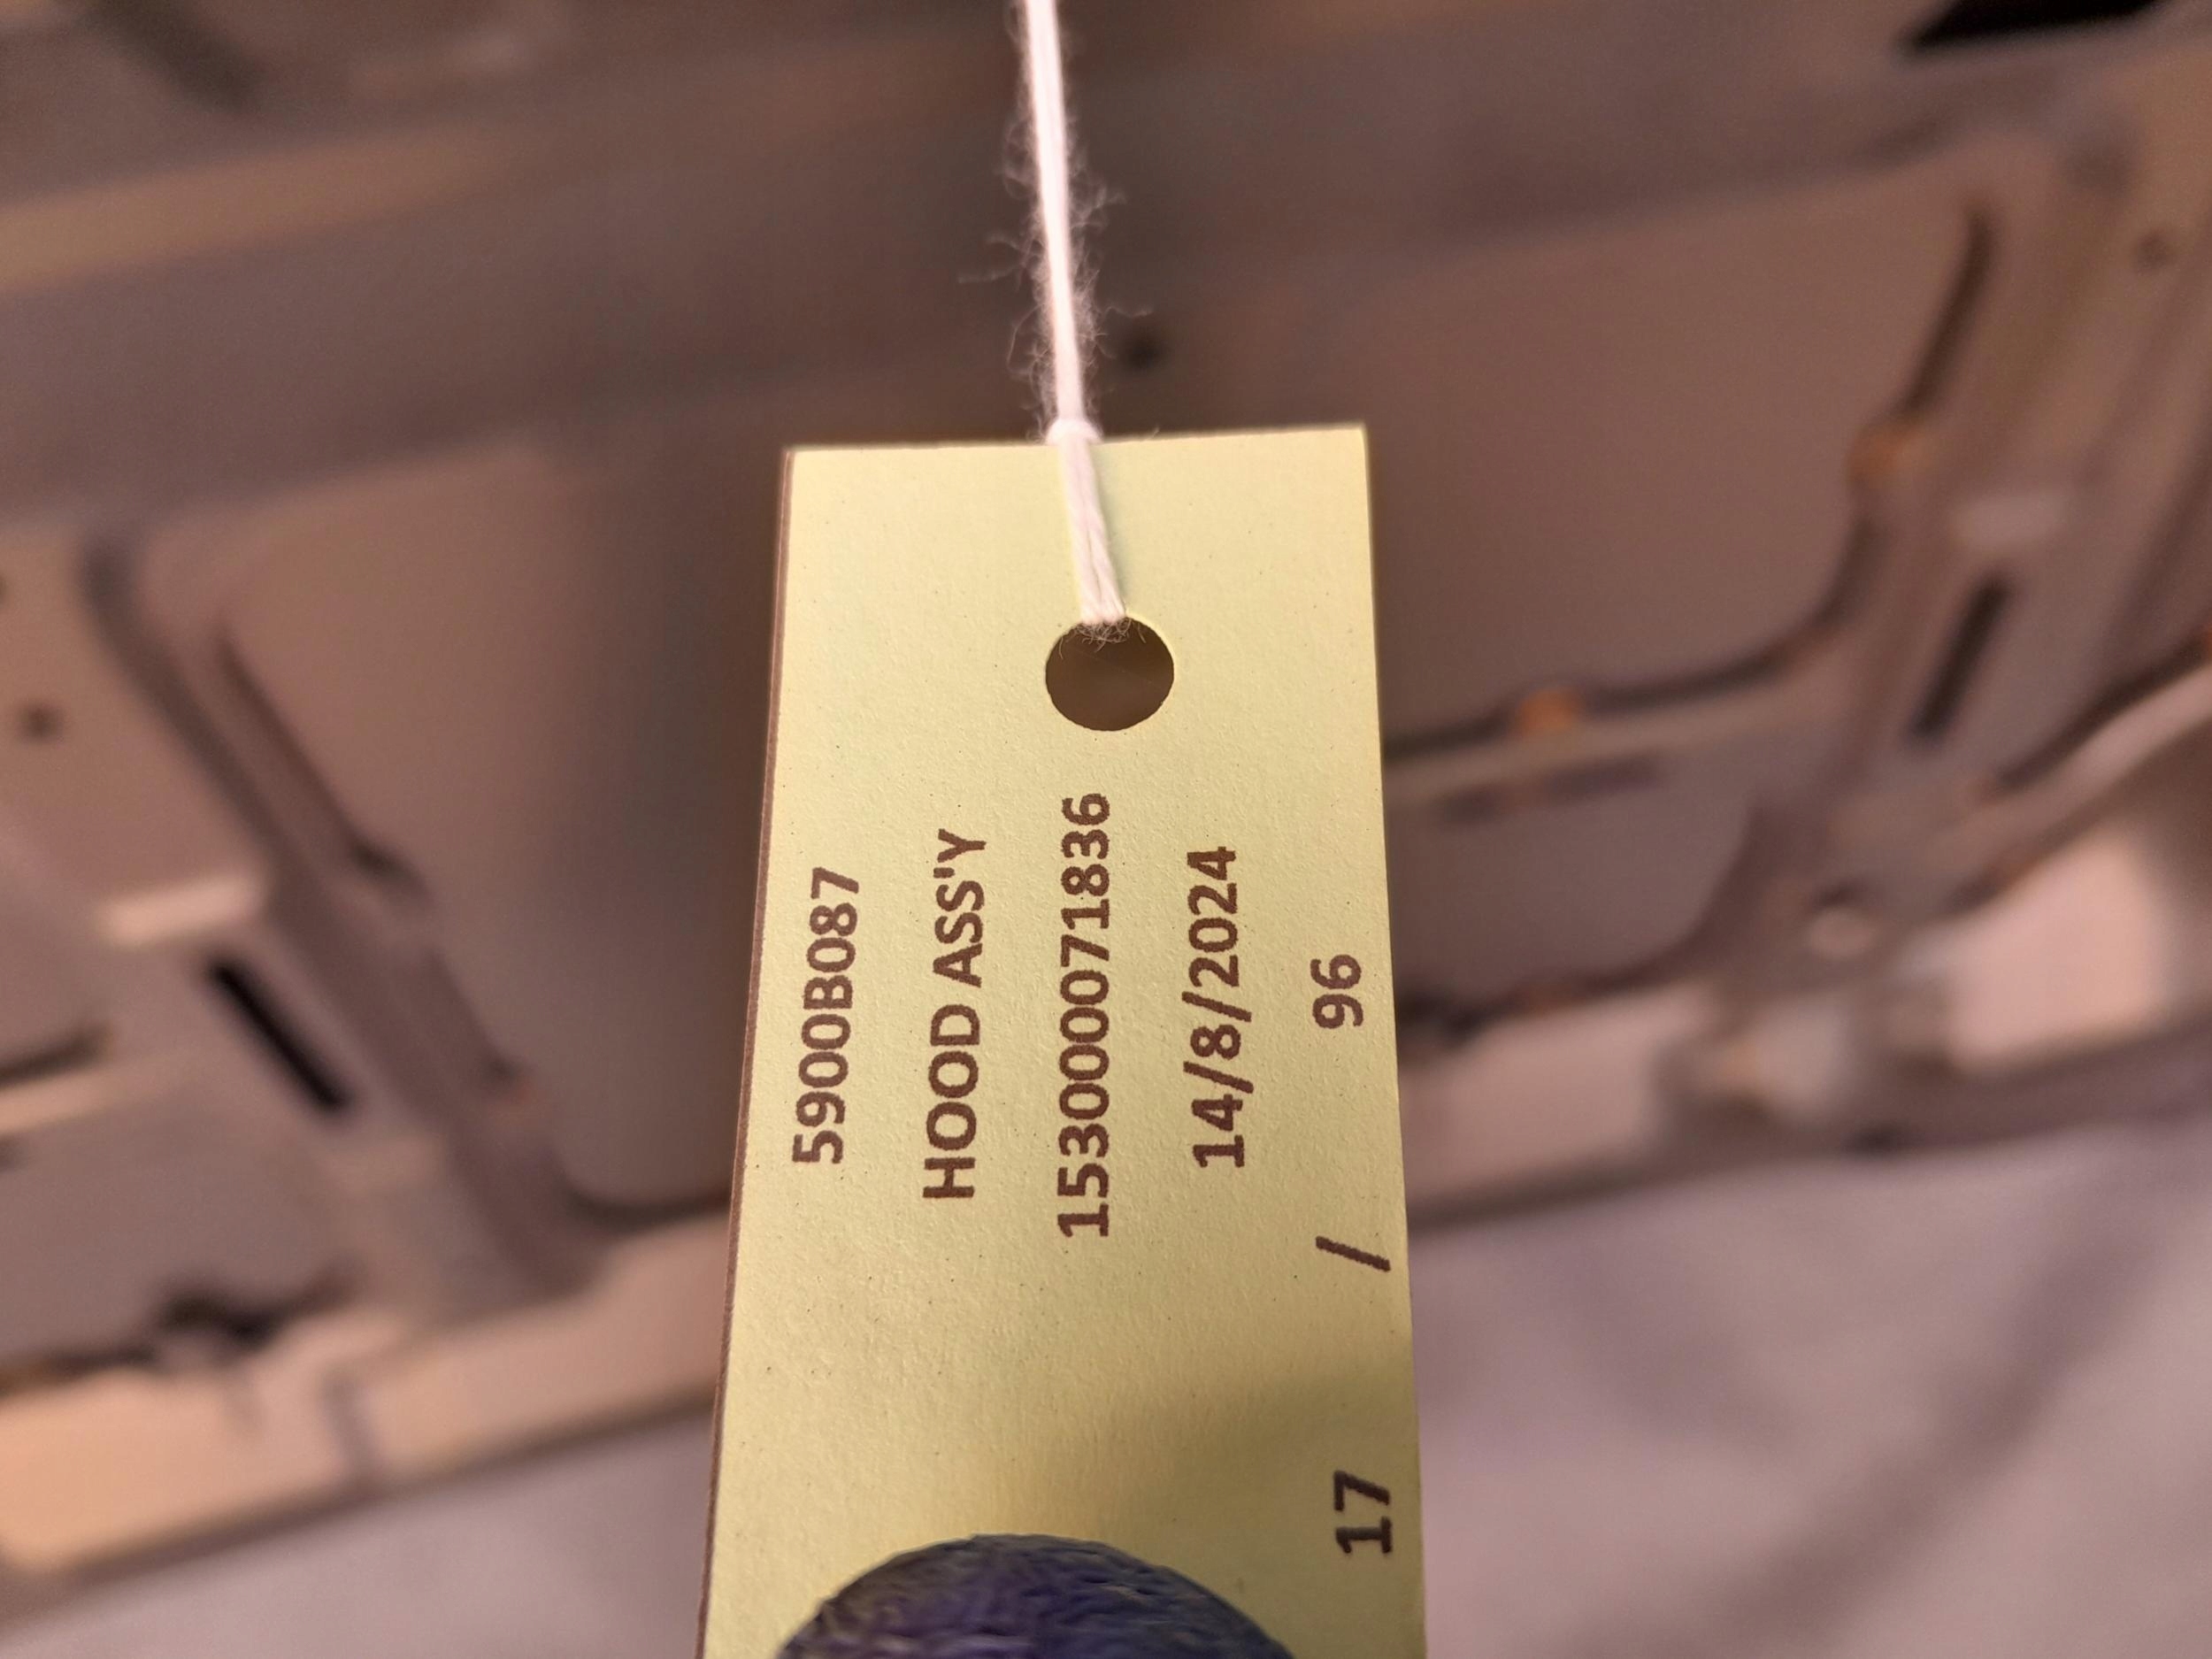 5900B087
HOOD ASS'Y
1530000071836
14/8/2024
17 / 96